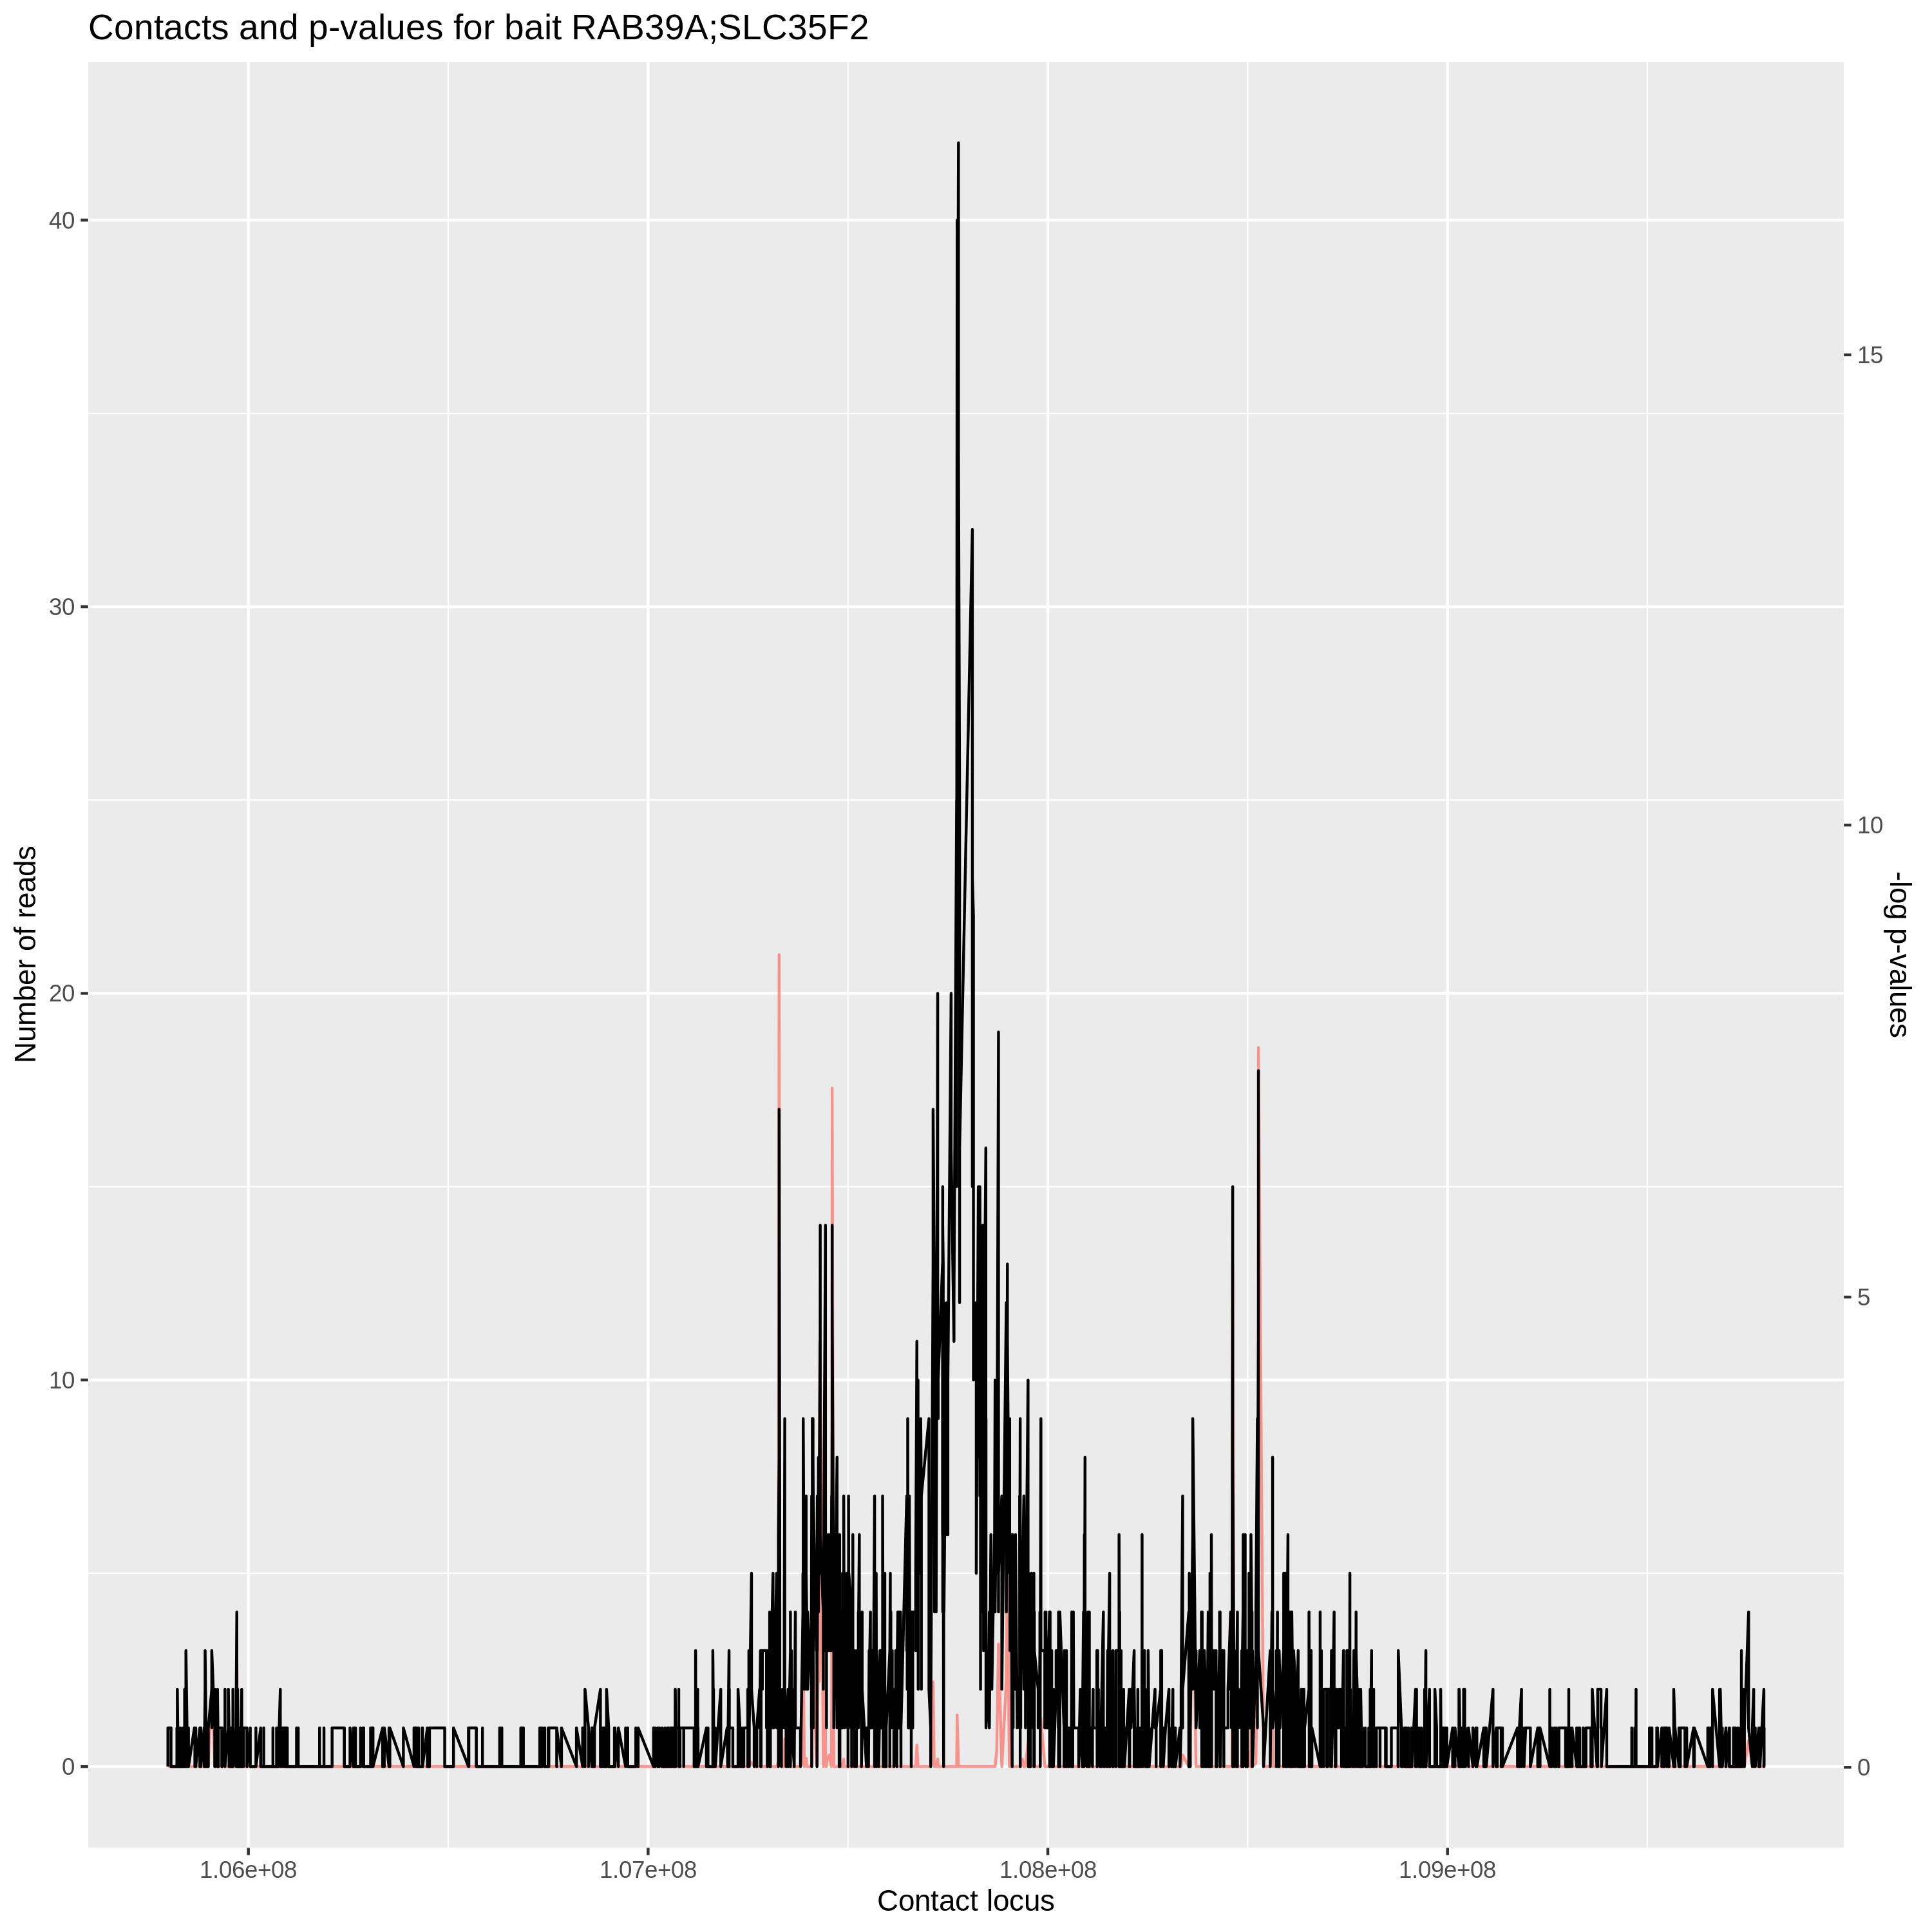 Contacts and p-values for bait RAB39A;SLC35F2
40
30
20
10
0
Number of reads
15
10
5
0
-log p-values
1.06e+08
1.07e+08
1.08e+08
1.09e+08
Contact locus